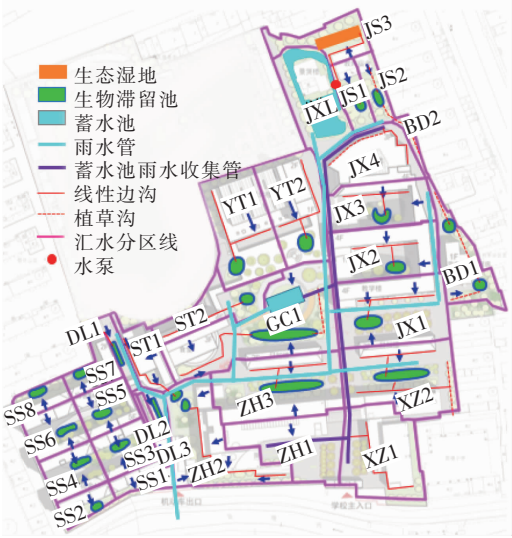 生态湿地
生物滞留池
蓄水池
雨水管
蓄水池雨水收集管
线性边沟
植草沟
汇水分区线
水泵
JS3
JS2
JS1
JXL
BD2
JX4
YT2
YT1
JX3
JX2
BD1
GC1
JX1
ST2
DL1
ST1
SS7
SS5
SS8
SS6
ZH3
XZ2
DL2
SS3
DL3
SS4
SS1
ZH2
ZH1
XZ1
SS2
学校主入口